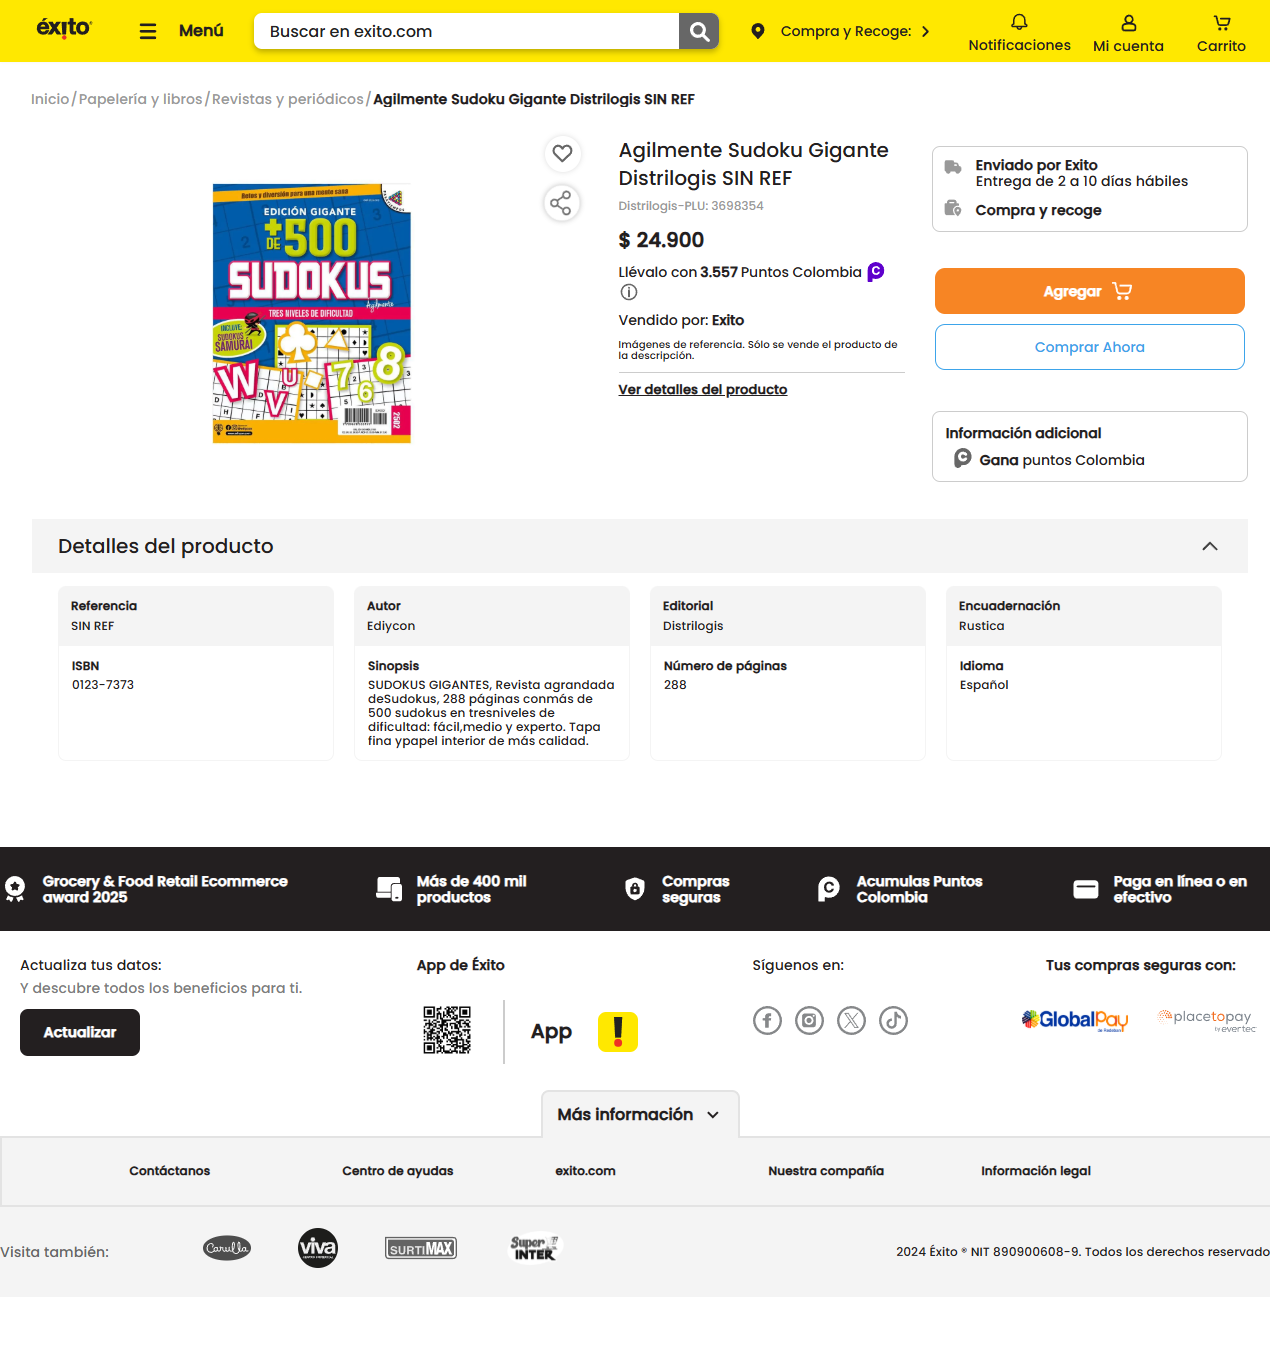 éxito
Menú
Buscar en exito.com
Compra y Recoge:
Notificaciones
Mi cuenta
Carrito
Inicio/Papelería y libros/Revistas y periódicos/Agilmente Sudoku Gigante Distrilogis SIN REF
Retos y diversión para una mente sana
EDICIÓN GIGANTE
+ DE 500
SUDOKUS
Agilmente
TRES NIVELES DE DIFICULTAD
INCLUYE: SUDOKUS SAMURAI
W V U 7 6 8
2502
Agilmente Sudoku Gigante
Distrilogis SIN REF
Distrilogis-PLU: 3698354
$ 24.900
Llévalo con 3.557 Puntos Colombia
Vendido por: Exito
Imágenes de referencia. Sólo se vende el producto de
la descripción.
Ver detalles del producto
Enviado por Exito
Entrega de 2 a 10 días hábiles
Compra y recoge
Agregar
Comprar Ahora
Información adicional
Gana puntos Colombia
Detalles del producto
Referencia
SIN REF
Autor
Ediycon
Editorial
Distrilogis
Encuadernación
Rustica
ISBN
0123-7373
Sinopsis
SUDOKUS GIGANTES, Revista agrandada
deSudokus, 288 páginas conmás de
500 sudokus en tresniveles de
dificultad: fácil,medio y experto. Tapa
fina ypapel interior de más calidad.
Número de páginas
288
Idioma
Español
Grocery & Food Retail Ecommerce
award 2025
Más de 400 mil
productos
Compras
seguras
Acumulas Puntos
Colombia
Paga en línea o en
efectivo
Actualiza tus datos:
Y descubre todos los beneficios para ti.
Actualizar
App de Éxito
App
Síguenos en:
Tus compras seguras con:
GlobalPay
placetopay
by evertec
Más información
Contáctanos
Centro de ayudas
exito.com
Nuestra compañía
Información legal
Visita también:
Carulla
viva
SURTIMAX
Super INTER
2024 Éxito ® NIT 890900608-9. Todos los derechos reservado